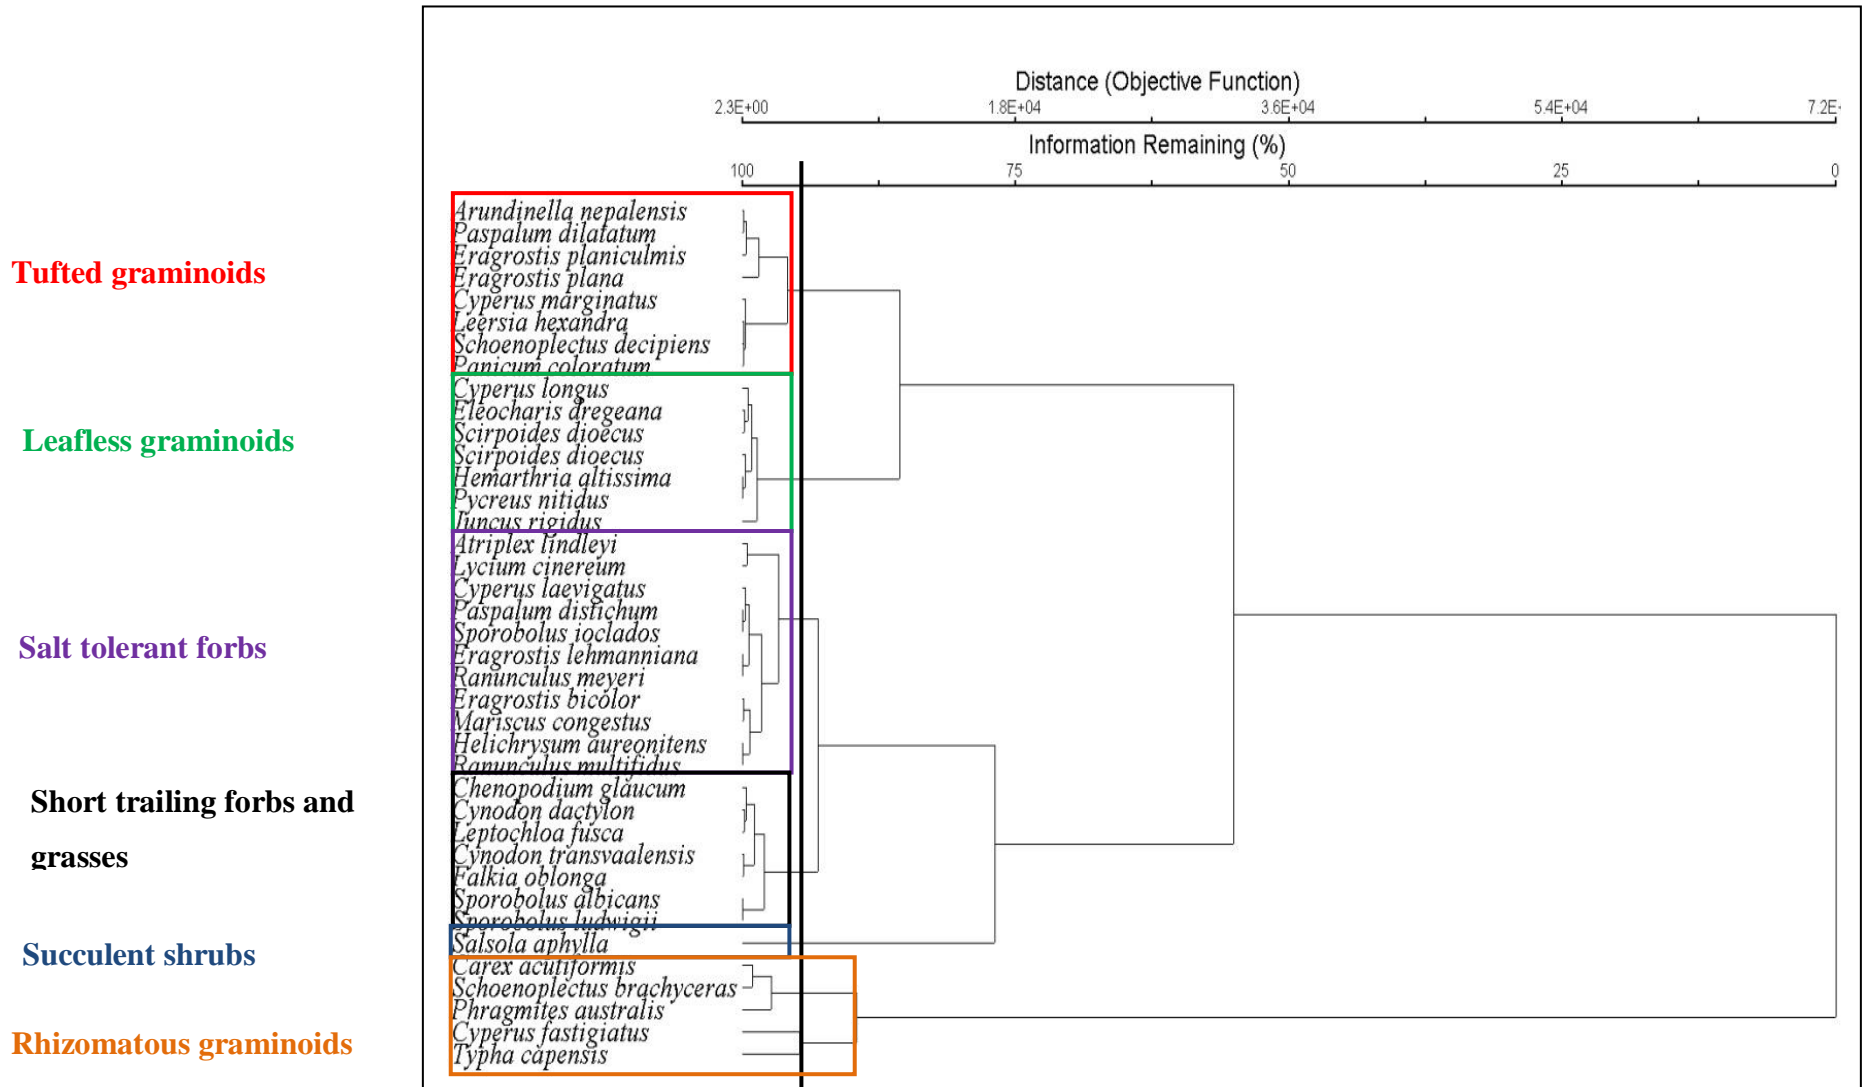 Distance (Objective Function)
2.3E+00 1.8E+04 3.6E+04 5.4E+04 7.2E
Information Remaining (%)
100 75 50 25 0
Tufted graminoids
Arundinella nepalensis
Paspalum dilatatum
Eragrostis planiculmis
Eragrostis plana
Cyperus marginatus
Leersia hexandra
Schoenoplectus decipiens
Panicum coloratum
Leafless graminoids
Cyperus longus
Eleocharis dregeana
Scirpoides dioecus
Scirpoides dioecus
Hemarthria altissima
Pycreus nitidus
Juncus rigidus
Salt tolerant forbs
Atriplex lindleyi
Lycium cinereum
Cyperus laevigatus
Paspalum distichum
Sporobolus ioclados
Eragrostis lehmanniana
Ranunculus meyeri
Eragrostis bicolor
Mariscus congestus
Helichrysum aureonitens
Ranunculus multifidus
Short trailing forbs and
grasses
Chenopodium glaucum
Cynodon dactylon
Leptochloa fusca
Cynodon transvaalensis
Falkia oblonga
Sporobolus albicans
Sporobolus ludwigii
Succulent shrubs
Salsola aphylla
Rhizomatous graminoids
Carex acutiformis
Schoenoplectus brachyceras
Phragmites australis
Cyperus fastigiatus
Typha capensis